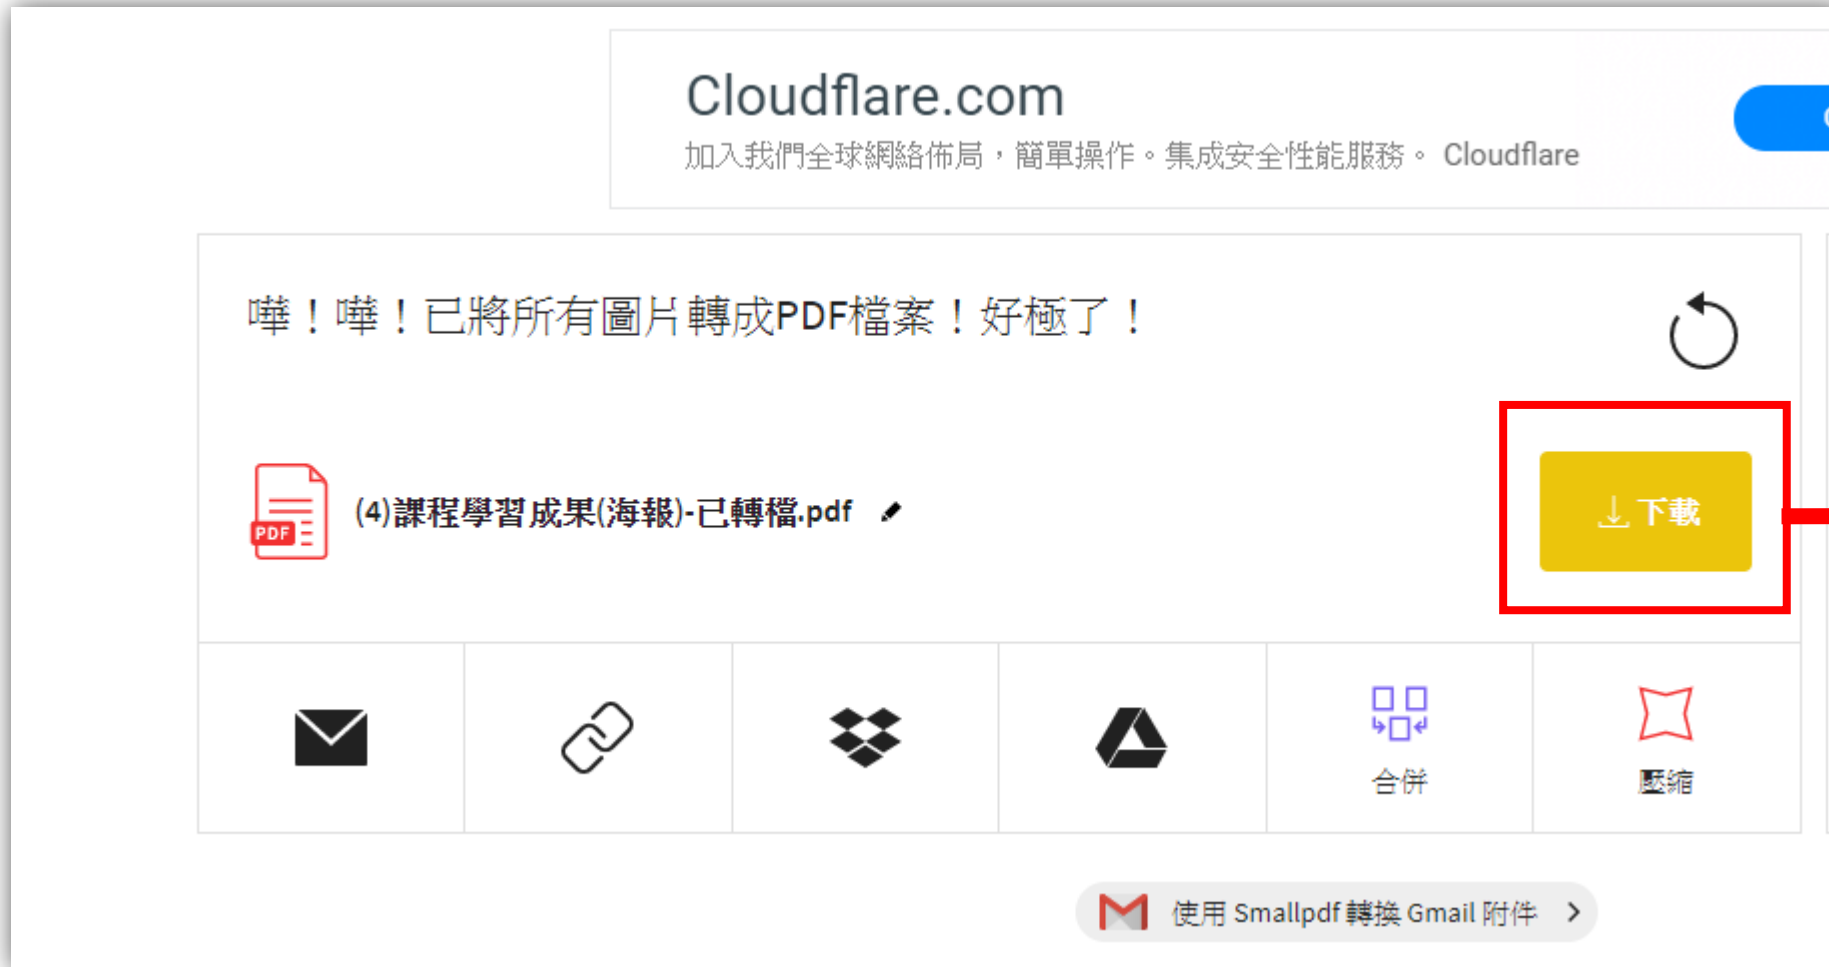 Cloudflare.com
加入我們全球網絡佈局，簡單操作。集成安全性能服務。 Cloudflare
嘩！嘩！已將所有圖片轉成PDF檔案！好極了！
PDF
(4)課程學習成果(海報)-已轉檔.pdf
下載
合併
壓縮
使用 Smallpdf 轉換 Gmail 附件